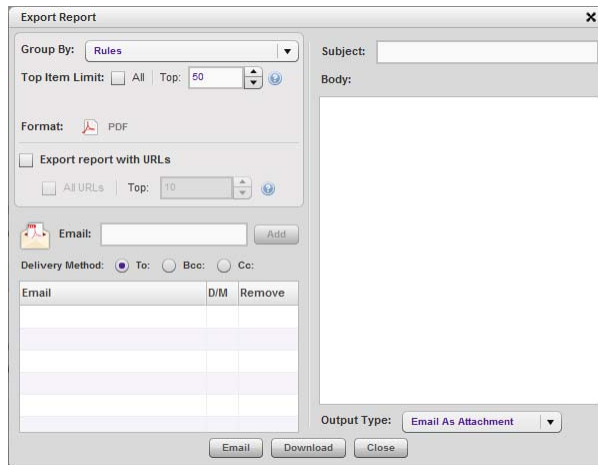 Export Report
Group By: Rules
Top Item Limit: All Top: 50
Format: PDF
Export report with URLs
All URLs Top: 10
Email: Add
Delivery Method: To: Bcc: Cc:
Email D/M Remove
Subject:
Body:
Output Type: Email As Attachment
Email Download Close